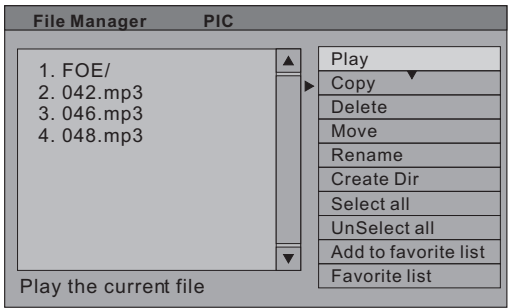 File Manager PIC
1. FOE/
2. 042.mp3
3. 046.mp3
4. 048.mp3
Play the current file
Play
Copy
Delete
Move
Rename
Create Dir
Select all
UnSelect all
Add to favorite list
Favorite list